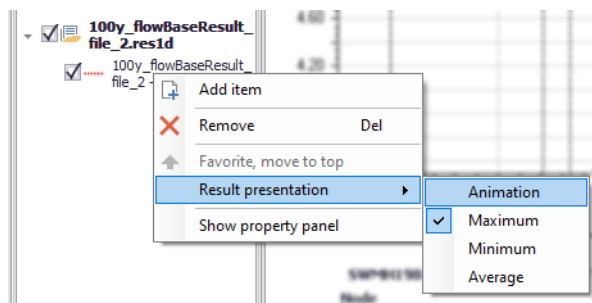 4.60
100y_flowBaseResult_
file_2.res1d
100y_flowBaseResult_
file_2 -
4.20
Add item
Remove Del
Favorite, move to top
Result presentation
Show property panel
Animation
Maximum
Minimum
Average
Node